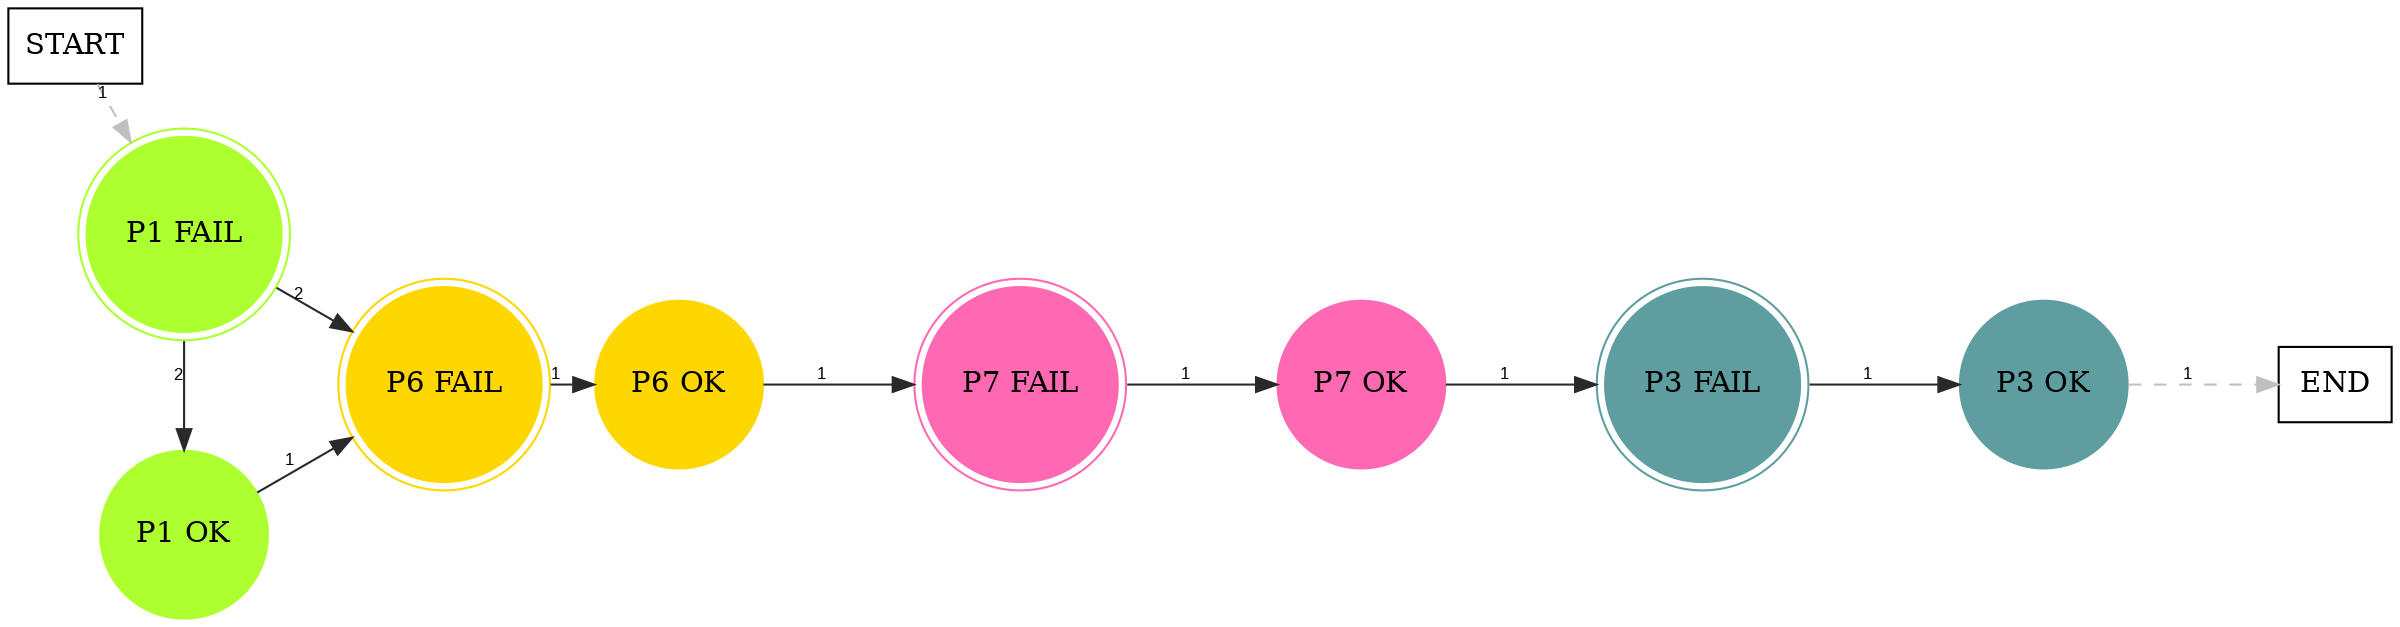 START
1
P1 FAIL
2
2
P1 OK
1
P6 FAIL
1
P6 OK
1
P7 FAIL
1
P7 OK
1
P3 FAIL
1
P3 OK
1
END